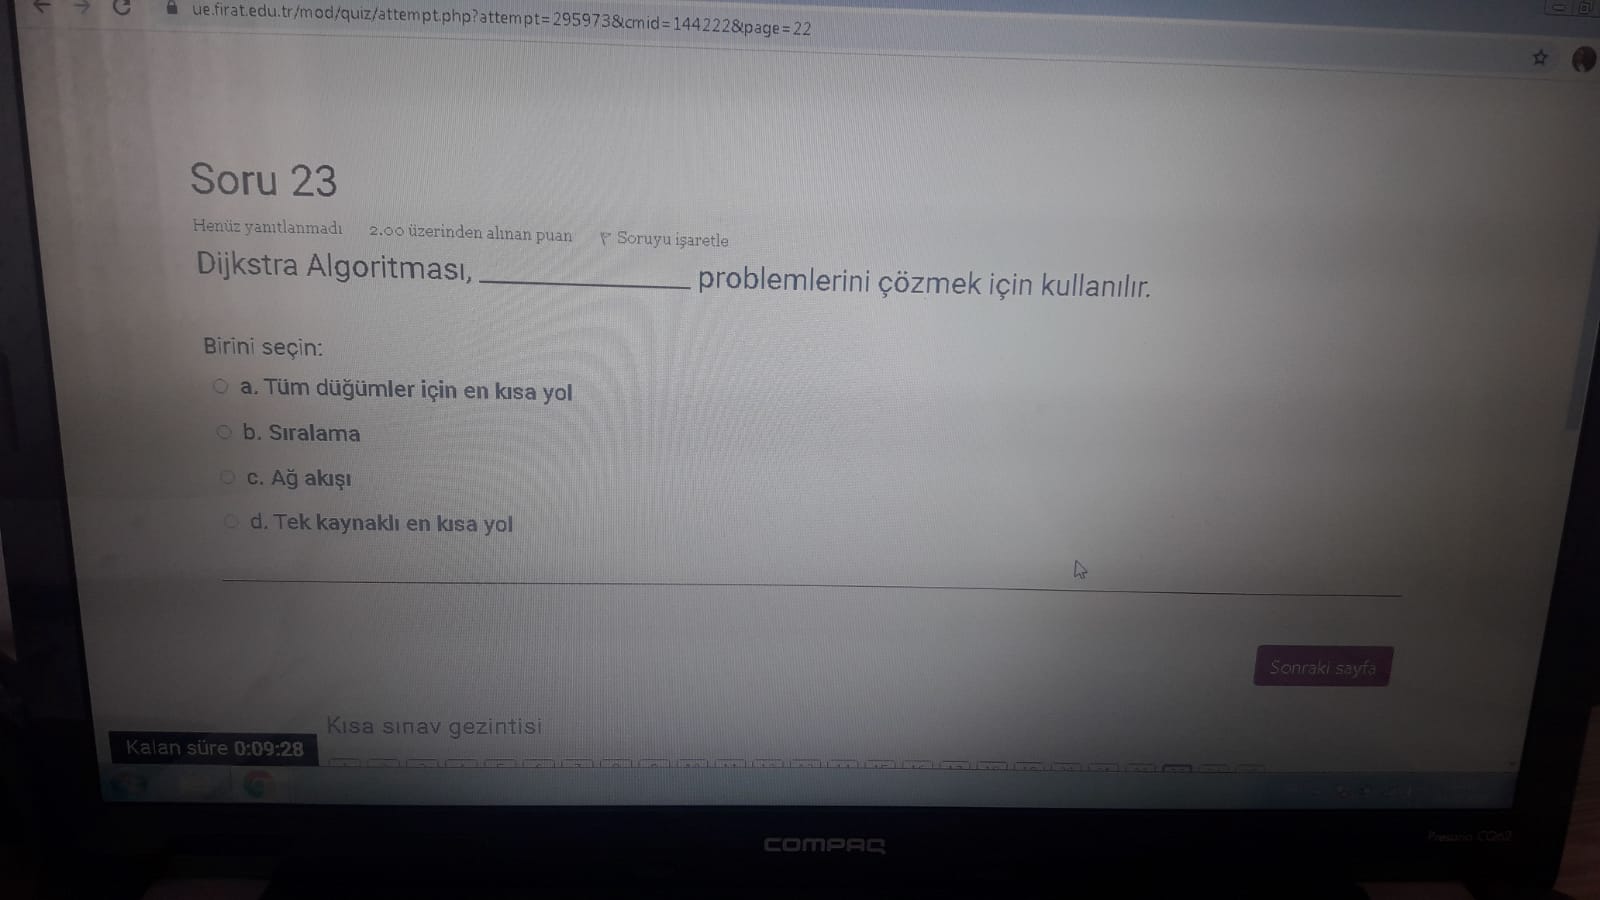 ue.firat.edu.tr/mod/quiz/attempt.php?attempt=295973&cmid=144222&page=22
Soru 23
Henüz yanıtlanmadı 2.00 üzerinden alınan puan Soruyu işaretle
Dijkstra Algoritması, ____________ problemlerini çözmek için kullanılır.
Birini seçin:
a. Tüm düğümler için en kısa yol
b. Sıralama
c. Ağ akışı
d. Tek kaynaklı en kısa yol
Sonraki sayfa
Kısa sınav gezintisi
Kalan süre 0:09:28
COMPAQ
Presario CQ62